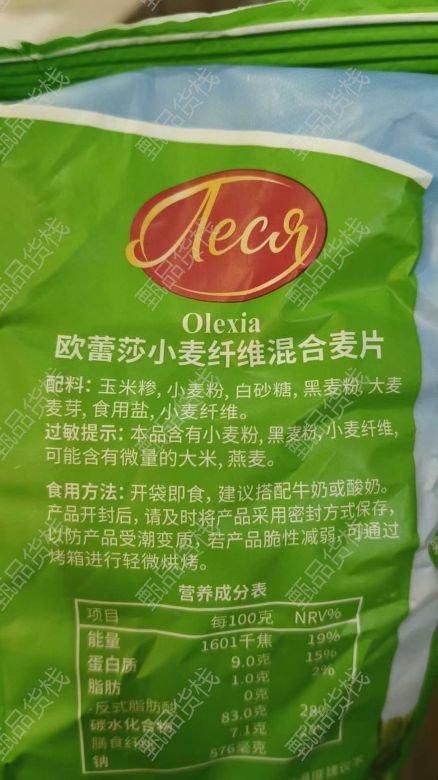 Леся
Olexia
欧蕾莎小麦纤维混合麦片
配料: 玉米糁, 小麦粉, 白砂糖, 黑麦粉, 大麦
麦芽, 食用盐, 小麦纤维。
过敏提示: 本品含有小麦粉, 黑麦粉, 小麦纤维,
可能含有微量的大米, 燕麦。
食用方法: 开袋即食, 建议搭配牛奶或酸奶。
产品开封后, 请及时将产品采用密封方式保存,
以防产品受潮变质, 若产品脆性减弱, 可通过
烤箱进行轻微烘烤。
营养成分表
项目 每100克 NRV%
能量 1601千焦 19%
蛋白质 9.0克 15%
脂肪 1.0克 2%
-反式脂肪酸 0克
碳水化合物 83.0克
膳食纤维 7.1克
钠 576毫克
甄品货栈